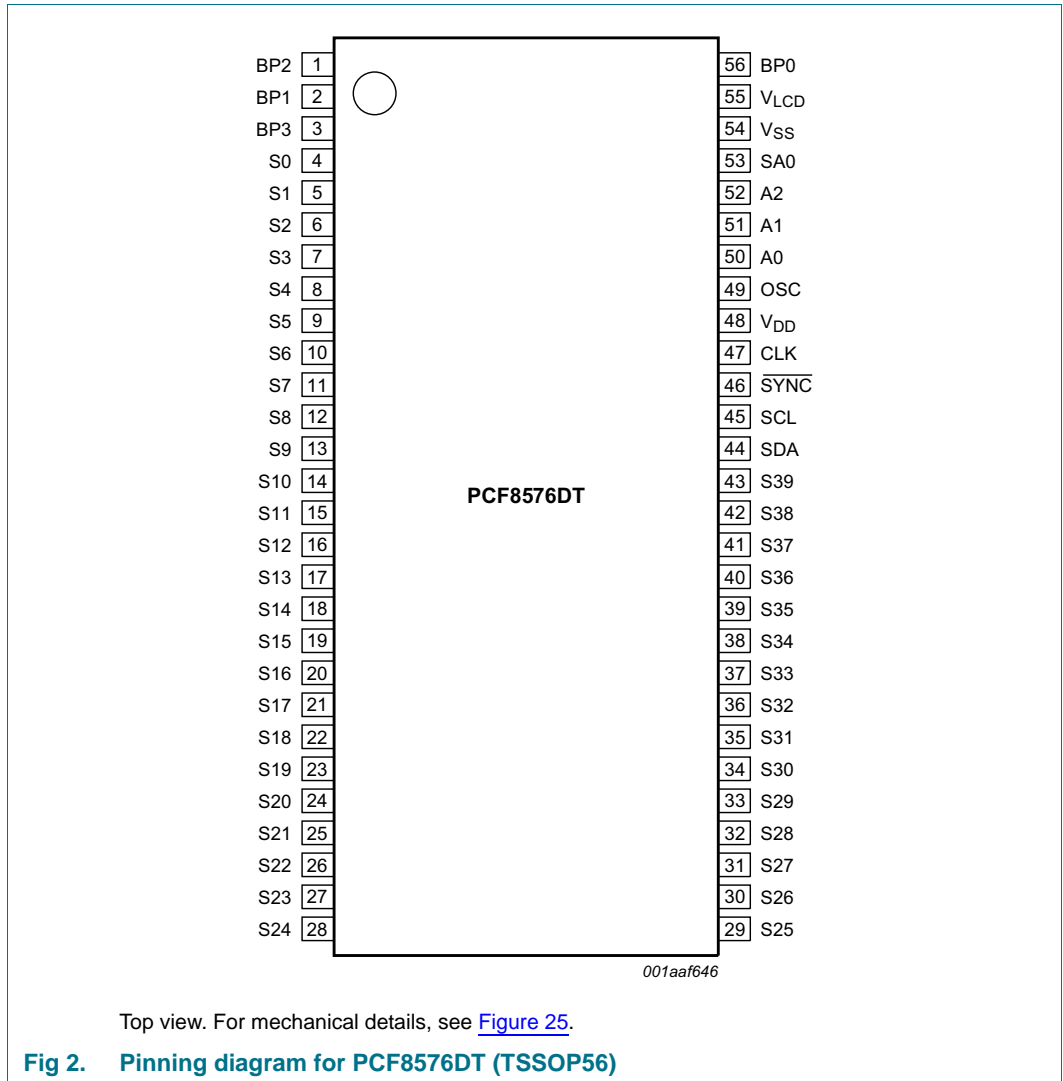 BP2 1 56 BP0
BP1 2 55 VLCD
BP3 3 54 VSS
S0 4 53 SA0
S1 5 52 A2
S2 6 51 A1
S3 7 50 A0
S4 8 49 OSC
S5 9 48 VDD
S6 10 47 CLK
S7 11 46 SYNC
S8 12 45 SCL
S9 13 44 SDA
S10 14 43 S39
PCF8576DT
S11 15 42 S38
S12 16 41 S37
S13 17 40 S36
S14 18 39 S35
S15 19 38 S34
S16 20 37 S33
S17 21 36 S32
S18 22 35 S31
S19 23 34 S30
S20 24 33 S29
S21 25 32 S28
S22 26 31 S27
S23 27 30 S26
S24 28 29 S25
001aaf646
Top view. For mechanical details, see Figure 25.
Fig 2. Pinning diagram for PCF8576DT (TSSOP56)